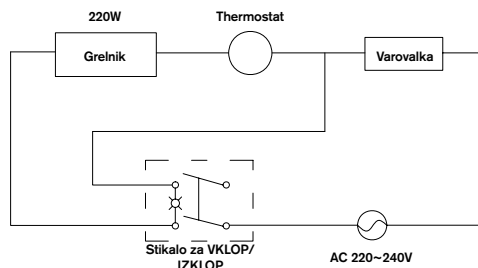 220W
Thermostat
Grelnik
Varovalka
Stikalo za VKLOP/
IZKLOP
AC 220~240V